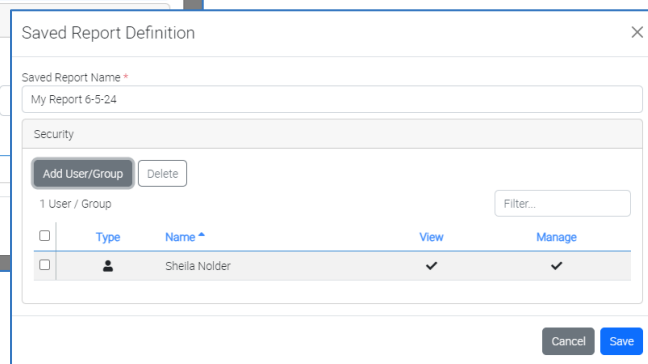 Saved Report Definition
Saved Report Name *
My Report 6-5-24
Security
Add User/Group Delete
1 User / Group Filter...
Type Name View Manage
Sheila Nolder
Cancel Save